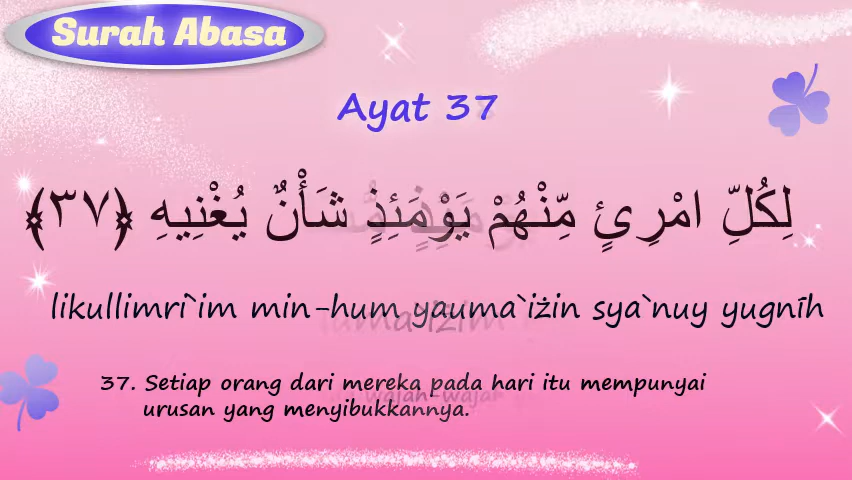 Surah Abasa
Ayat 37
لِكُلِّ امْرِئٍ مِّنْهُمْ يَوْمَئِذٍ شَأْنٌ يُغْنِيهِ ﴿٣٧﴾
likullimri`im min-hum yauma`iżin sya`nuy yugníh
37. Setiap orang dari mereka pada hari itu mempunyai
urusan yang menyibukkannya.